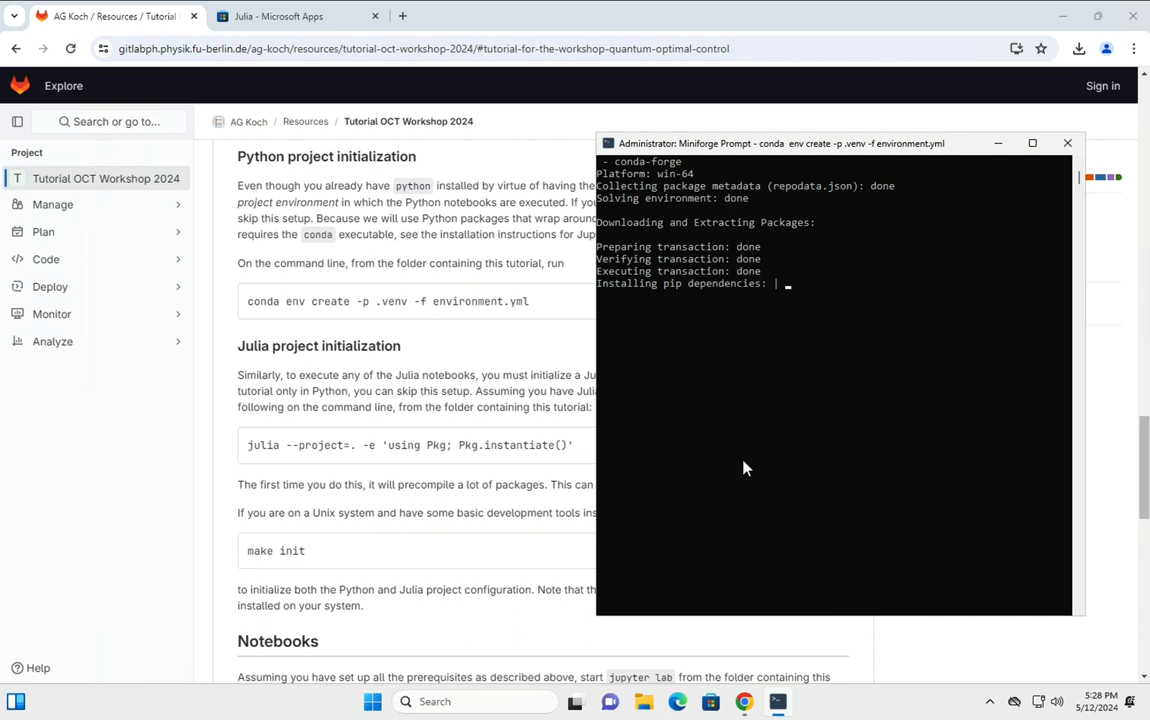 AG Koch / Resources / Tutorial
Julia - Microsoft Apps
gitlabph.physik.fu-berlin.de/ag-koch/resources/tutorial-oct-workshop-2024/#tutorial-for-the-workshop-quantum-optimal-control
Explore
Sign in
Search or go to...
AG Koch / Resources / Tutorial OCT Workshop 2024
Project
T Tutorial OCT Workshop 2024
Manage
Plan
Code
Deploy
Monitor
Analyze
Help
Python project initialization
Even though you already have python installed by virtue of having the
project environment in which the Python notebooks are executed. If you
skip this setup. Because we will use Python packages that wrap around
requires the conda executable, see the installation instructions for Jup
On the command line, from the folder containing this tutorial, run
conda env create -p .venv -f environment.yml
Julia project initialization
Similarly, to execute any of the Julia notebooks, you must initialize a Ju
tutorial only in Python, you can skip this setup. Assuming you have Juli
following on the command line, from the folder containing this tutorial:
julia --project=. -e 'using Pkg; Pkg.instantiate()'
The first time you do this, it will precompile a lot of packages. This can
If you are on a Unix system and have some basic development tools ins
make init
to initialize both the Python and Julia project configuration. Note that th
installed on your system.
Notebooks
Assuming you have set up all the prerequisites as described above, start jupyter lab from the folder containing this
Administrator: Miniforge Prompt - conda env create -p .venv -f environment.yml
- conda-forge
Platform: win-64
Collecting package metadata (repodata.json): done
Solving environment: done
Downloading and Extracting Packages:
Preparing transaction: done
Verifying transaction: done
Executing transaction: done
Installing pip dependencies: | _
Search
5:28 PM
5/12/2024